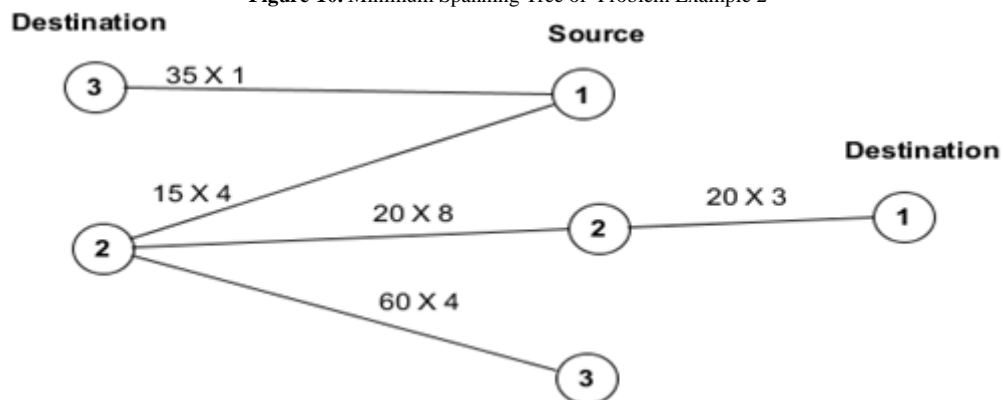 Figure 10. Minimum Spanning Tree of Problem Example 2
Destination
Source
3
35 X 1
1
Destination
15 X 4
20 X 8
20 X 3
1
2
2
60 X 4
3